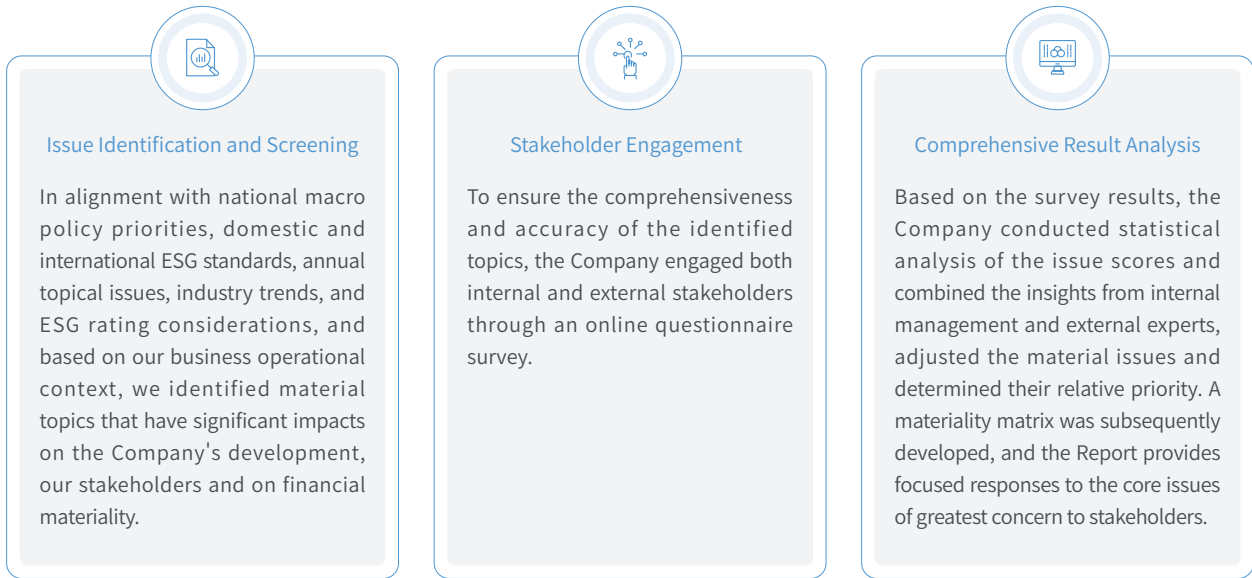 Issue Identification and Screening
In alignment with national macro
policy priorities, domestic and
international ESG standards, annual
topical issues, industry trends, and
ESG rating considerations, and
based on our business operational
context, we identified material
topics that have significant impacts
on the Company's development,
our stakeholders and on financial
materiality.
Stakeholder Engagement
To ensure the comprehensiveness
and accuracy of the identified
topics, the Company engaged both
internal and external stakeholders
through an online questionnaire
survey.
Comprehensive Result Analysis
Based on the survey results, the
Company conducted statistical
analysis of the issue scores and
combined the insights from internal
management and external experts,
adjusted the material issues and
determined their relative priority. A
materiality matrix was subsequently
developed, and the Report provides
focused responses to the core issues
of greatest concern to stakeholders.